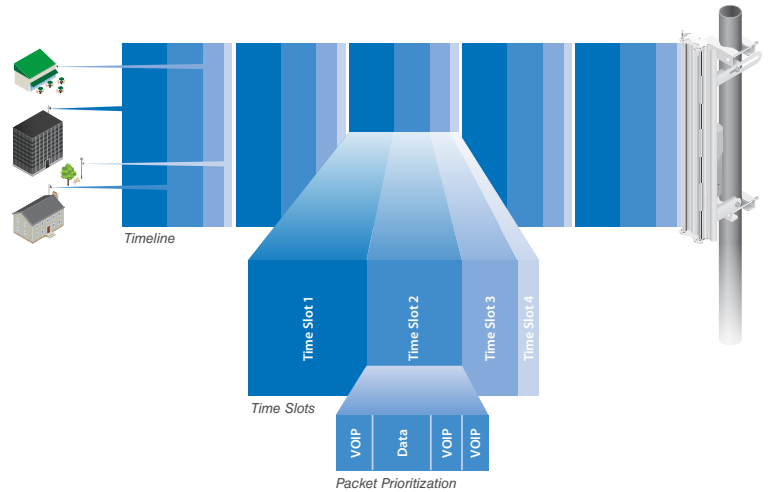 Timeline
Time Slot 1
Time Slot 2
Time Slot 3
Time Slot 4
Time Slots
VOIP
Data
VOIP
VOIP
Packet Prioritization